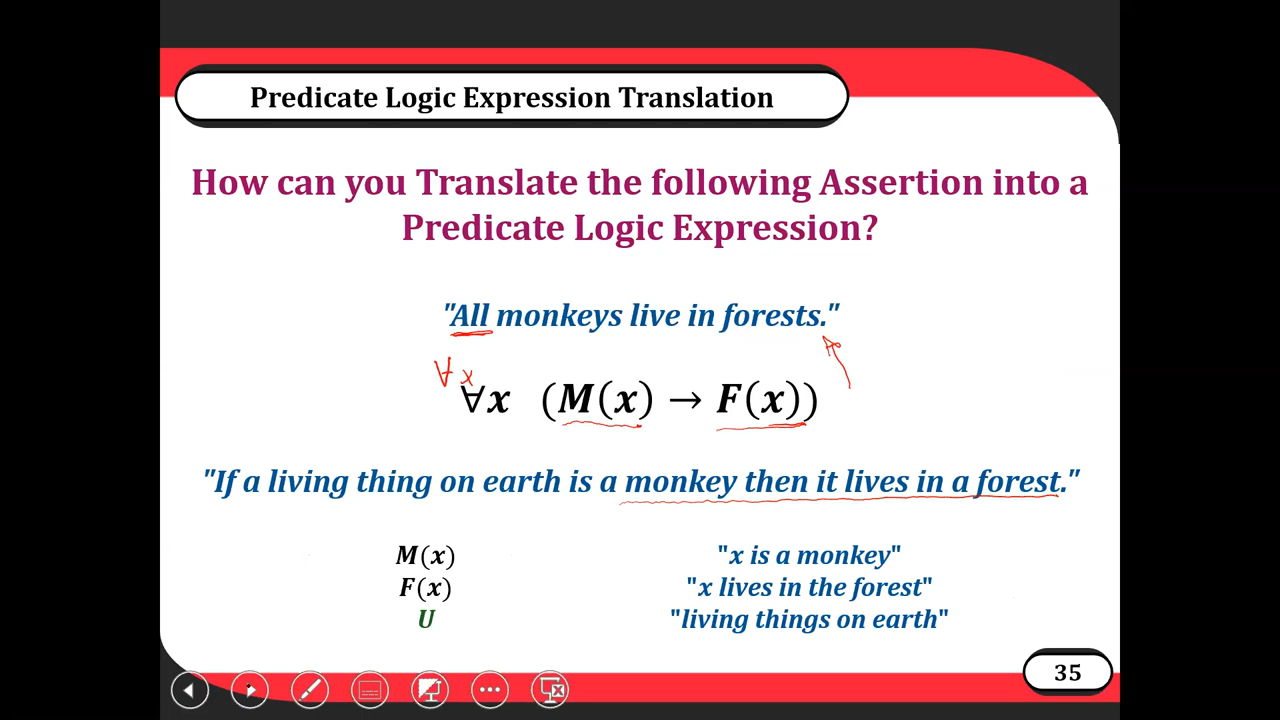 Predicate Logic Expression Translation
How can you Translate the following Assertion into a
Predicate Logic Expression?
"All monkeys live in forests."
∀x
∀x (M(x) → F(x))
"If a living thing on earth is a monkey then it lives in a forest."
M(x) "x is a monkey"
F(x) "x lives in the forest"
U "living things on earth"
35